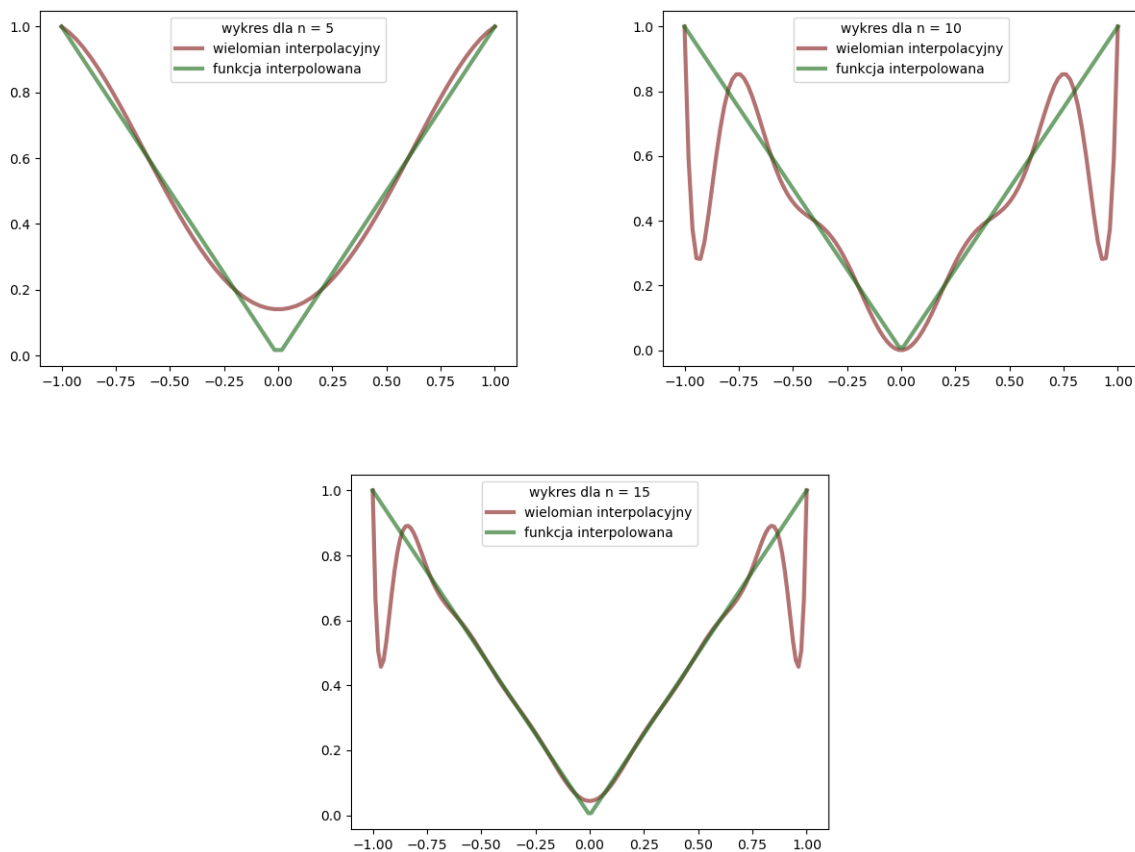 wykres dla n = 5
wielomian interpolacyjny
funkcja interpolowana
1.0
0.8
0.6
0.4
0.2
0.0
−1.00 −0.75 −0.50 −0.25 0.00 0.25 0.50 0.75 1.00
wykres dla n = 10
wielomian interpolacyjny
funkcja interpolowana
1.0
0.8
0.6
0.4
0.2
0.0
−1.00 −0.75 −0.50 −0.25 0.00 0.25 0.50 0.75 1.00
wykres dla n = 15
wielomian interpolacyjny
funkcja interpolowana
1.0
0.8
0.6
0.4
0.2
0.0
−1.00 −0.75 −0.50 −0.25 0.00 0.25 0.50 0.75 1.00